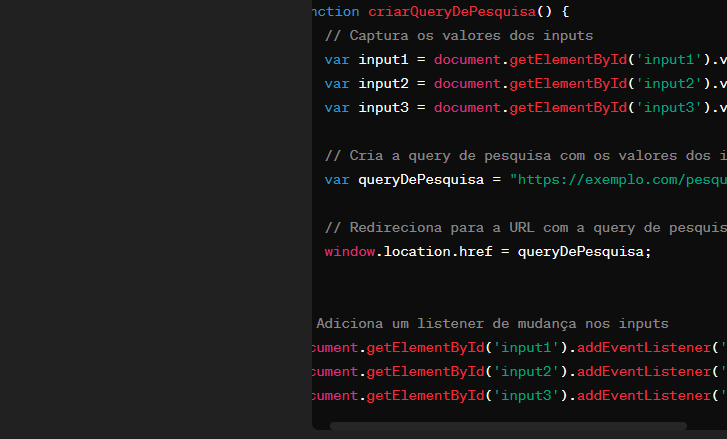 nction criarQueryDePesquisa() {
// Captura os valores dos inputs
var input1 = document.getElementById('input1').v
var input2 = document.getElementById('input2').v
var input3 = document.getElementById('input3').v
// Cria a query de pesquisa com os valores dos i
var queryDePesquisa = "https://exemplo.com/pesqu
// Redireciona para a URL com a query de pesquis
window.location.href = queryDePesquisa;
Adiciona um listener de mudança nos inputs
cument.getElementById('input1').addEventListener('
cument.getElementById('input2').addEventListener('
cument.getElementById('input3').addEventListener('